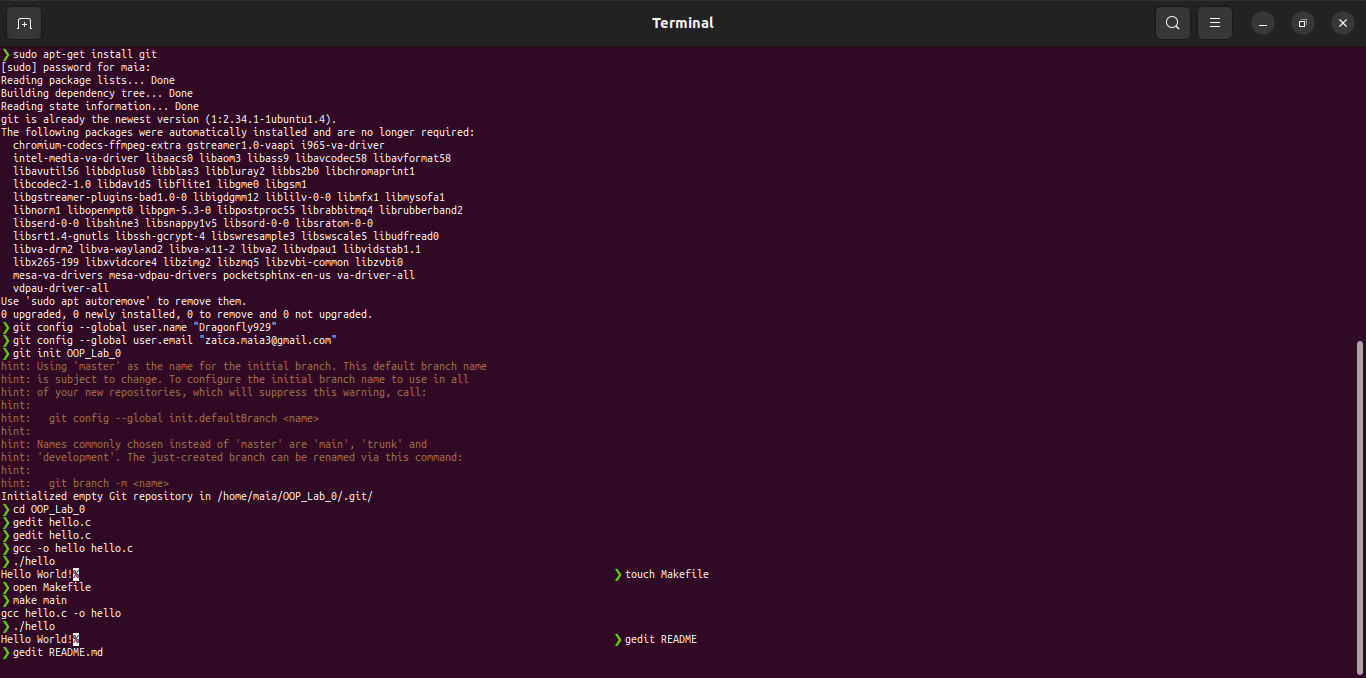 Terminal
❯ sudo apt-get install git
[sudo] password for maia:
Reading package lists... Done
Building dependency tree... Done
Reading state information... Done
git is already the newest version (1:2.34.1-1ubuntu1.4).
The following packages were automatically installed and are no longer required:
  chromium-codecs-ffmpeg-extra gstreamer1.0-vaapi i965-va-driver
  intel-media-va-driver libaacs0 libaom3 libass9 libavcodec58 libavformat58
  libavutil56 libbdplus0 libblas3 libbluray2 libbs2b0 libchromaprint1
  libcodec2-1.0 libdav1d5 libflite1 libgme0 libgsm1
  libgstreamer-plugins-bad1.0-0 libigdgmm12 liblilv-0-0 libmfx1 libmysofa1
  libnorm1 libopenmpt0 libpgm-5.3-0 libpostproc55 librabbitmq4 librubberband2
  libserd-0-0 libshine3 libsnappy1v5 libsord-0-0 libsratom-0-0
  libsrt1.4-gnutls libssh-gcrypt-4 libswresample3 libswscale5 libudfread0
  libva-drm2 libva-wayland2 libva-x11-2 libva2 libvdpau1 libvidstab1.1
  libx265-199 libxvidcore4 libzimg2 libzmq5 libzvbi-common libzvbi0
  mesa-va-drivers mesa-vdpau-drivers pocketsphinx-en-us va-driver-all
  vdpau-driver-all
Use 'sudo apt autoremove' to remove them.
0 upgraded, 0 newly installed, 0 to remove and 0 not upgraded.
❯ git config --global user.name "Dragonfly929"
❯ git config --global user.email "zaica.maia3@gmail.com"
❯ git init OOP_Lab_0
hint: Using 'master' as the name for the initial branch. This default branch name
hint: is subject to change. To configure the initial branch name to use in all
hint: of your new repositories, which will suppress this warning, call:
hint:
hint:   git config --global init.defaultBranch <name>
hint:
hint: Names commonly chosen instead of 'master' are 'main', 'trunk' and
hint: 'development'. The just-created branch can be renamed via this command:
hint:
hint:   git branch -m <name>
Initialized empty Git repository in /home/maia/OOP_Lab_0/.git/
❯ cd OOP_Lab_0
❯ gedit hello.c
❯ gedit hello.c
❯ gcc -o hello hello.c
❯ ./hello
Hello World!% ❯ touch Makefile
❯ open Makefile
❯ make main
gcc hello.c -o hello
❯ ./hello
Hello World!% ❯ gedit README
❯ gedit README.md